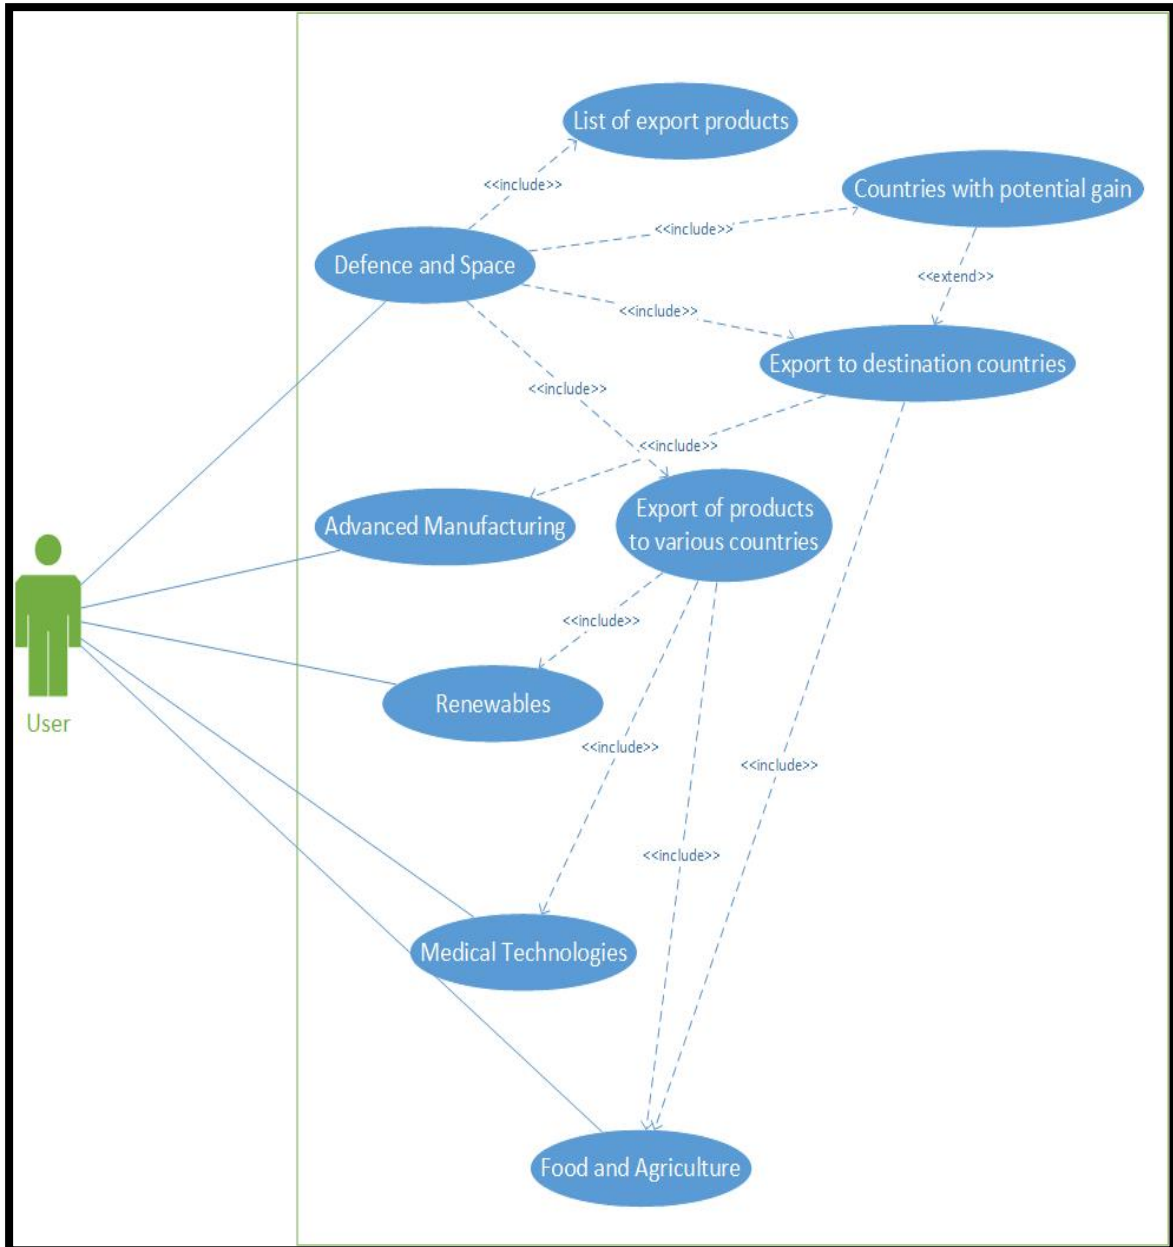 List of export products
<<include>>
Countries with potential gain
<<include>>
Defence and Space
<<extend>>
<<include>>
Export to destination countries
<<include>>
<<include>>
Advanced Manufacturing
Export of products
to various countries
<<include>>
Renewables
User
<<include>>
<<include>>
<<include>>
Medical Technologies
Food and Agriculture